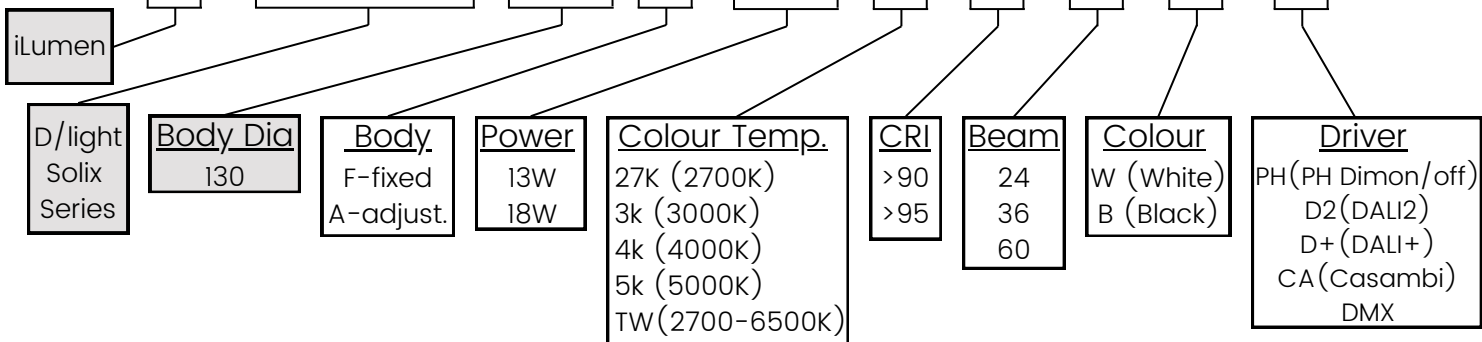 iLumen
D/light
Solix
Series
Body Dia
130
Body
F-fixed
A-adjust.
Power
13W
18W
Colour Temp.
27K (2700K)
3k (3000K)
4k (4000K)
5k (5000K)
TW(2700-6500K)
CRI
>90
>95
Beam
24
36
60
Colour
W (White)
B (Black)
Driver
PH(PH Dimon/off)
D2(DALI2)
D+(DALI+)
CA(Casambi)
DMX